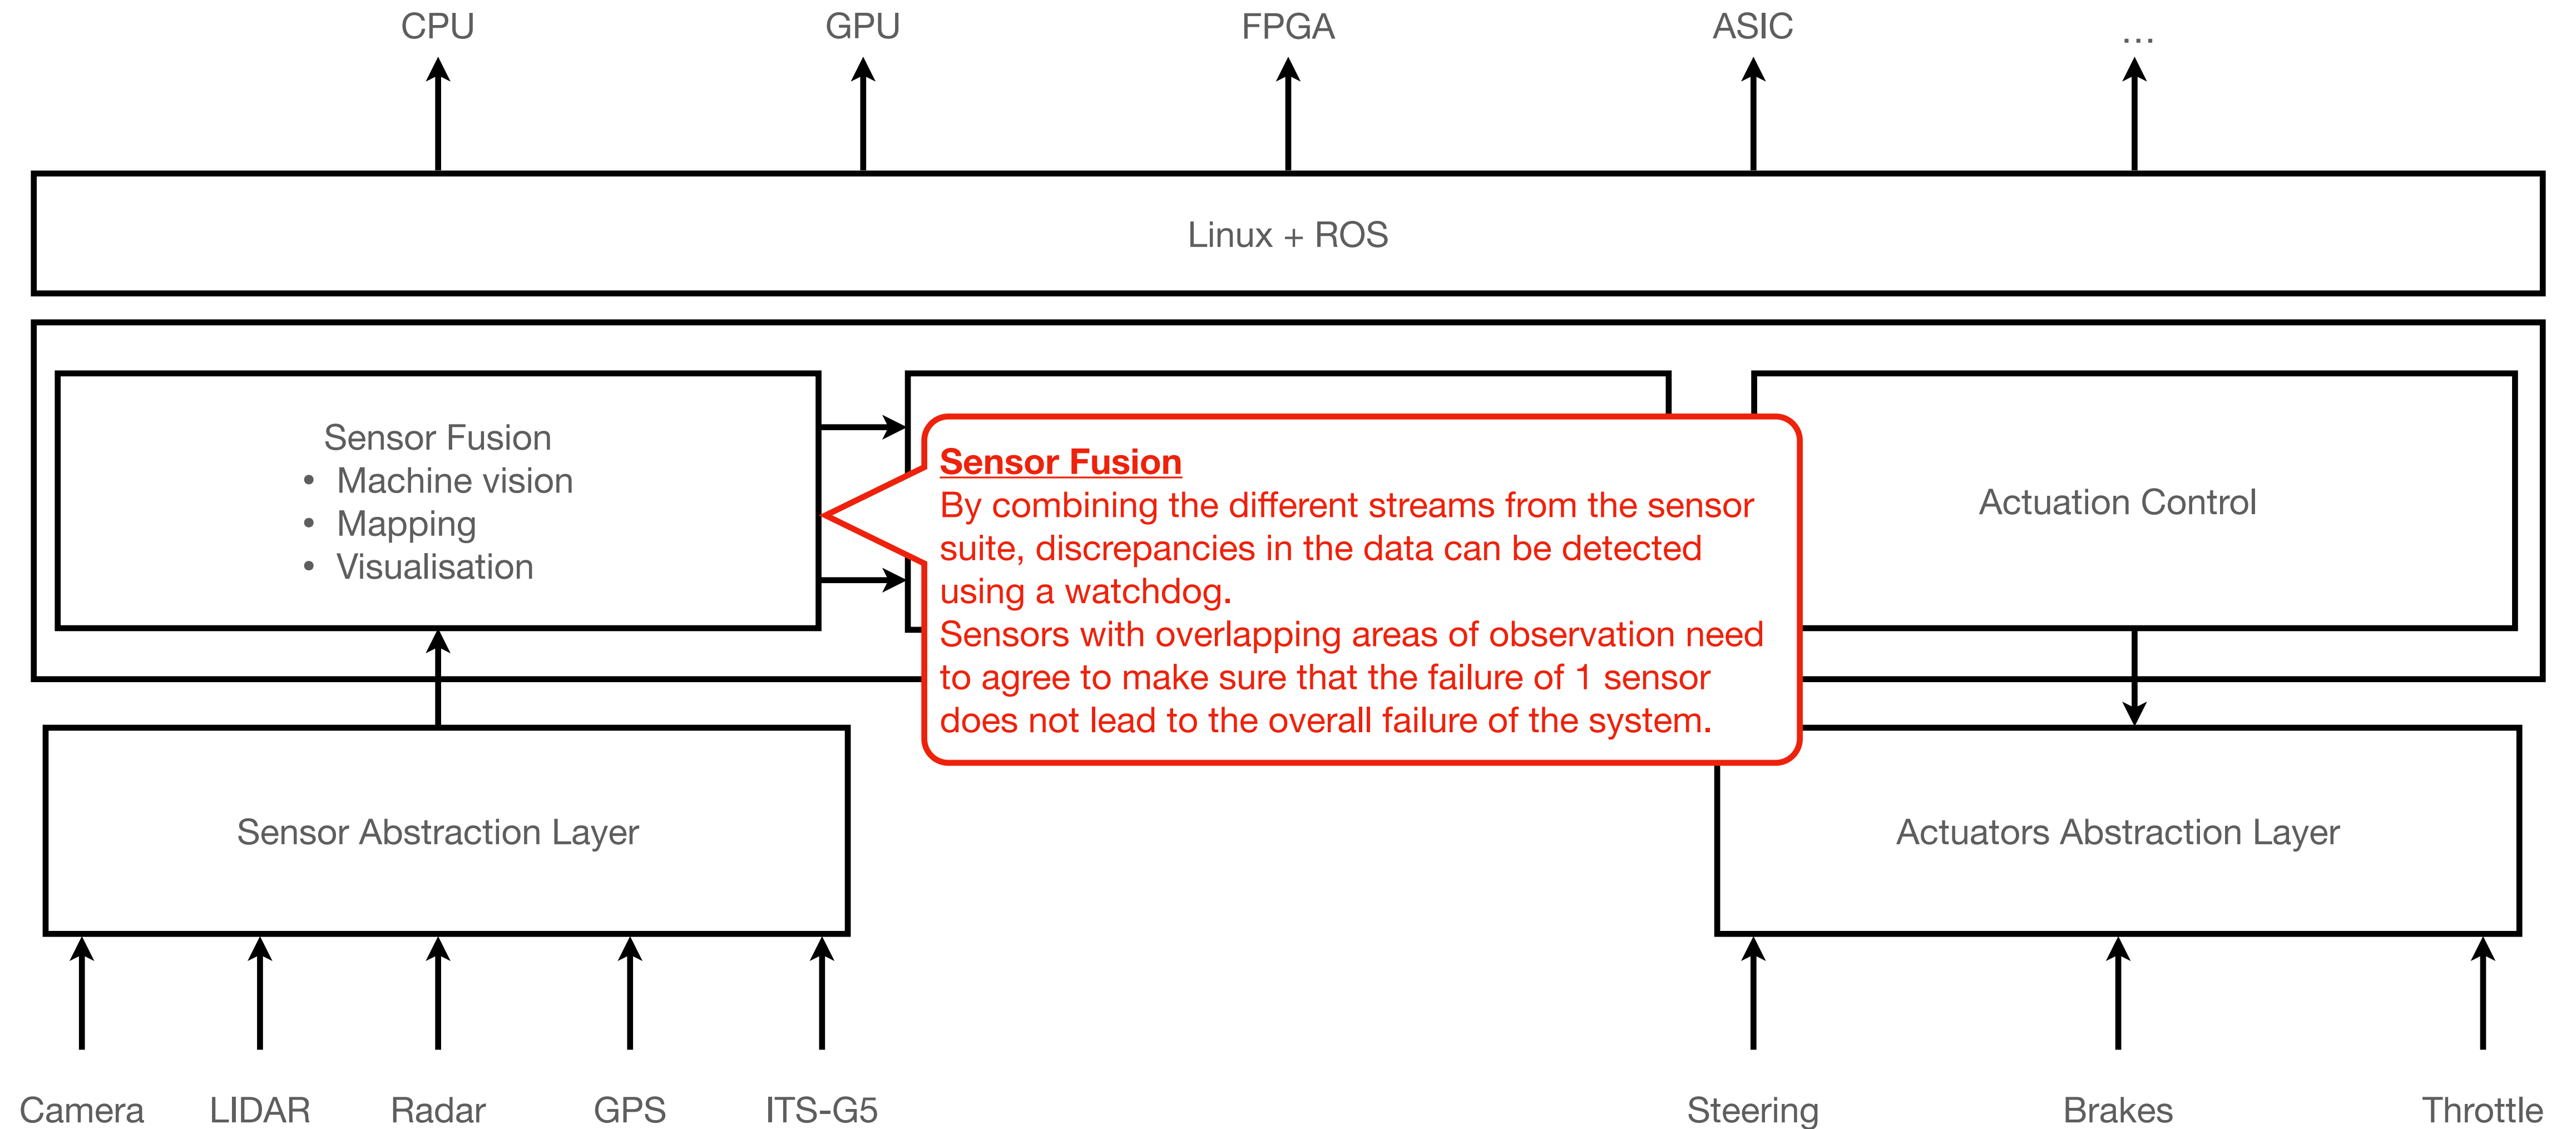 CPU
GPU
FPGA
ASIC
...
Linux + ROS
Sensor Fusion
• Machine vision
• Mapping
• Visualisation
Sensor Fusion
By combining the different streams from the sensor
suite, discrepancies in the data can be detected
using a watchdog.
Sensors with overlapping areas of observation need
to agree to make sure that the failure of 1 sensor
does not lead to the overall failure of the system.
Actuation Control
Sensor Abstraction Layer
Actuators Abstraction Layer
Camera
LIDAR
Radar
GPS
ITS-G5
Steering
Brakes
Throttle